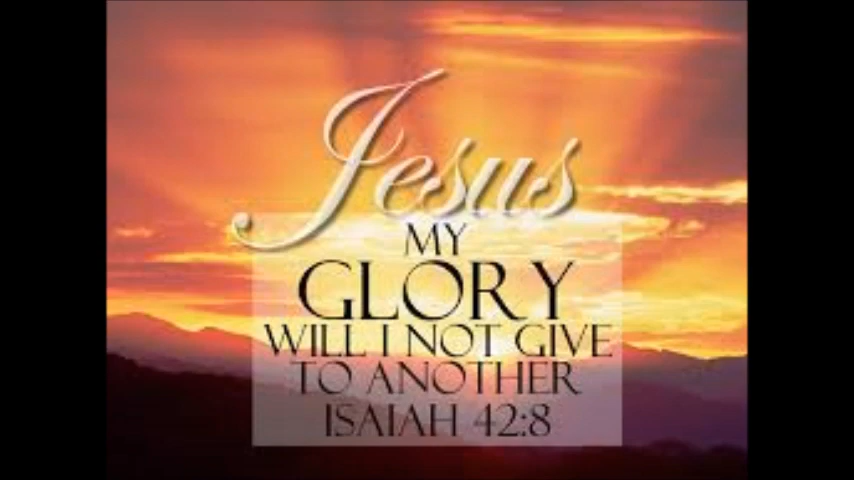 Jesus
MY
GLORY
WILL I NOT GIVE
TO ANOTHER
ISAIAH 42:8